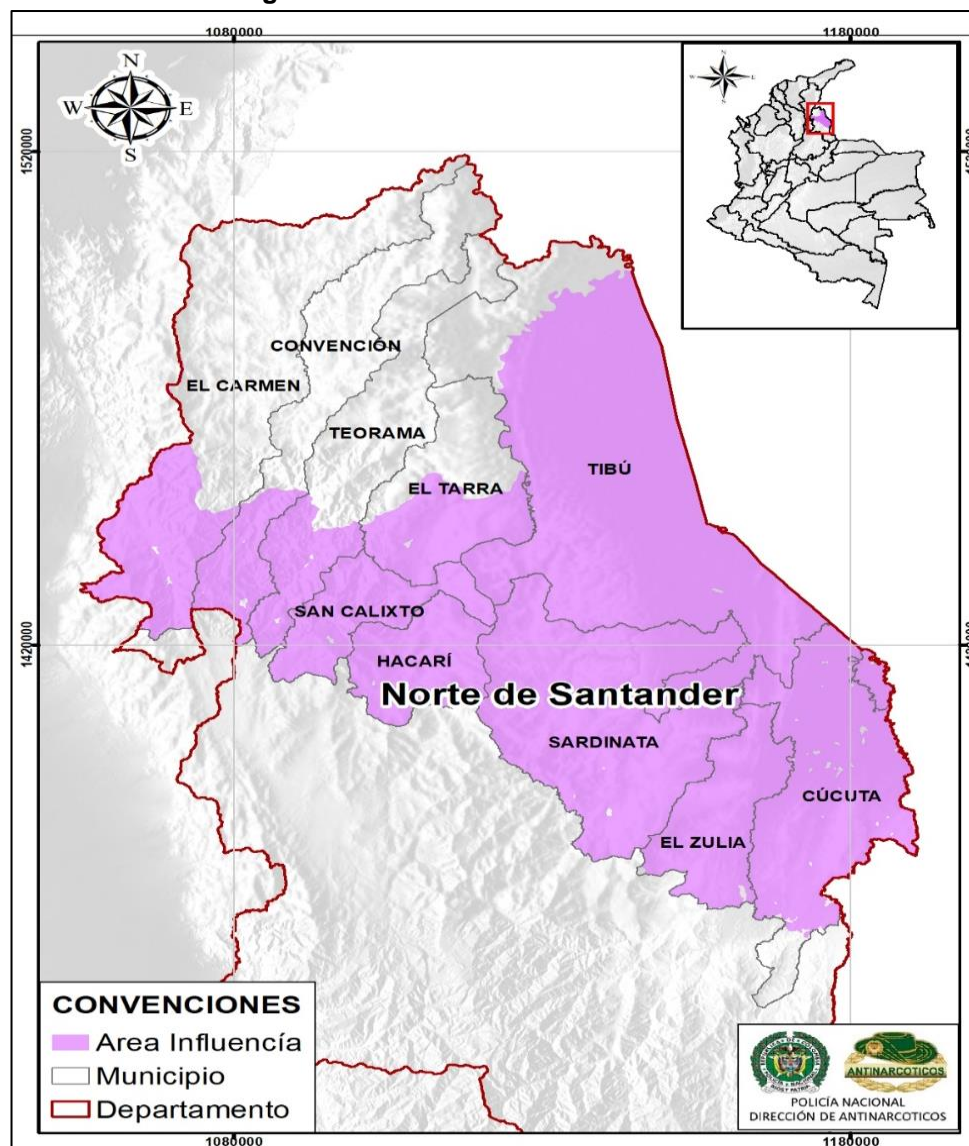 1080000
1180000
N
W
E
S
1520000
CONVENCIÓN
EL CARMEN
TEORAMA
EL TARRA
TIBÚ
SAN CALIXTO
1420000
HACARÍ
Norte de Santander
SARDINATA
CÚCUTA
EL ZULIA
CONVENCIONES
Area Influencía
Municipio
Departamento
ANTINARCOTICOS
POLICÍA NACIONAL
DIRECCIÓN DE ANTINARCOTICOS
1080000
1180000